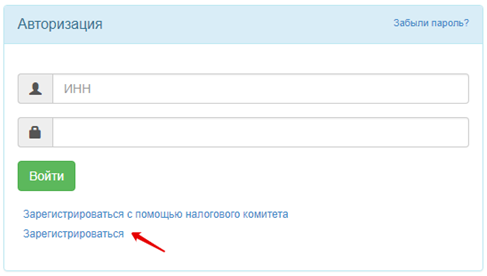 Авторизация
Забыли пароль?
ИНН
Войти
Зарегистрироваться с помощью налогового комитета
Зарегистрироваться